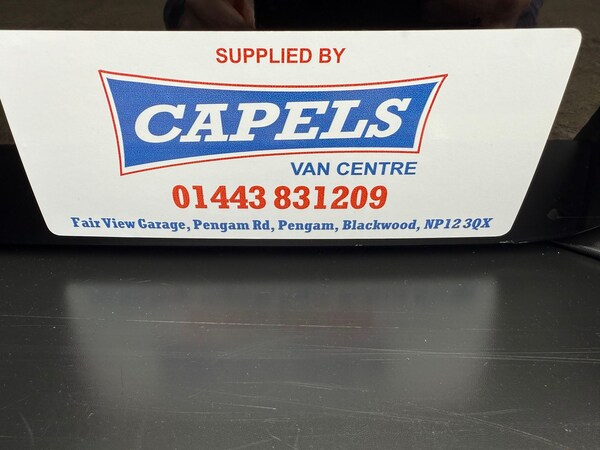 SUPPLIED BY
CAPELS
VAN CENTRE
01443 831209
Fair View Garage, Pengam Rd, Pengam, Blackwood, NP12 3QX